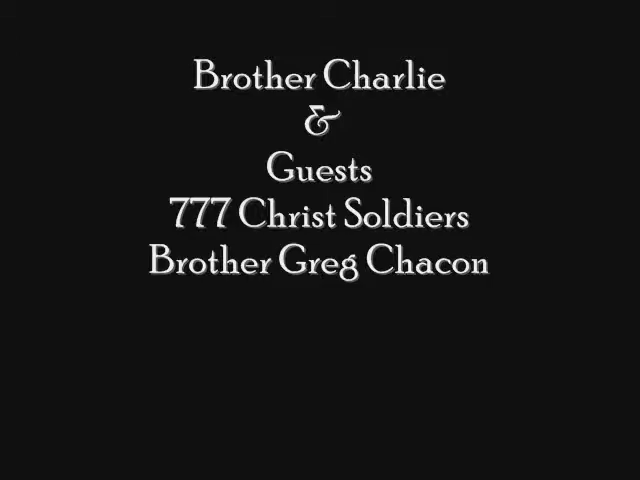 Brother Charlie
&
Guests
777 Christ Soldiers
Brother Greg Chacon